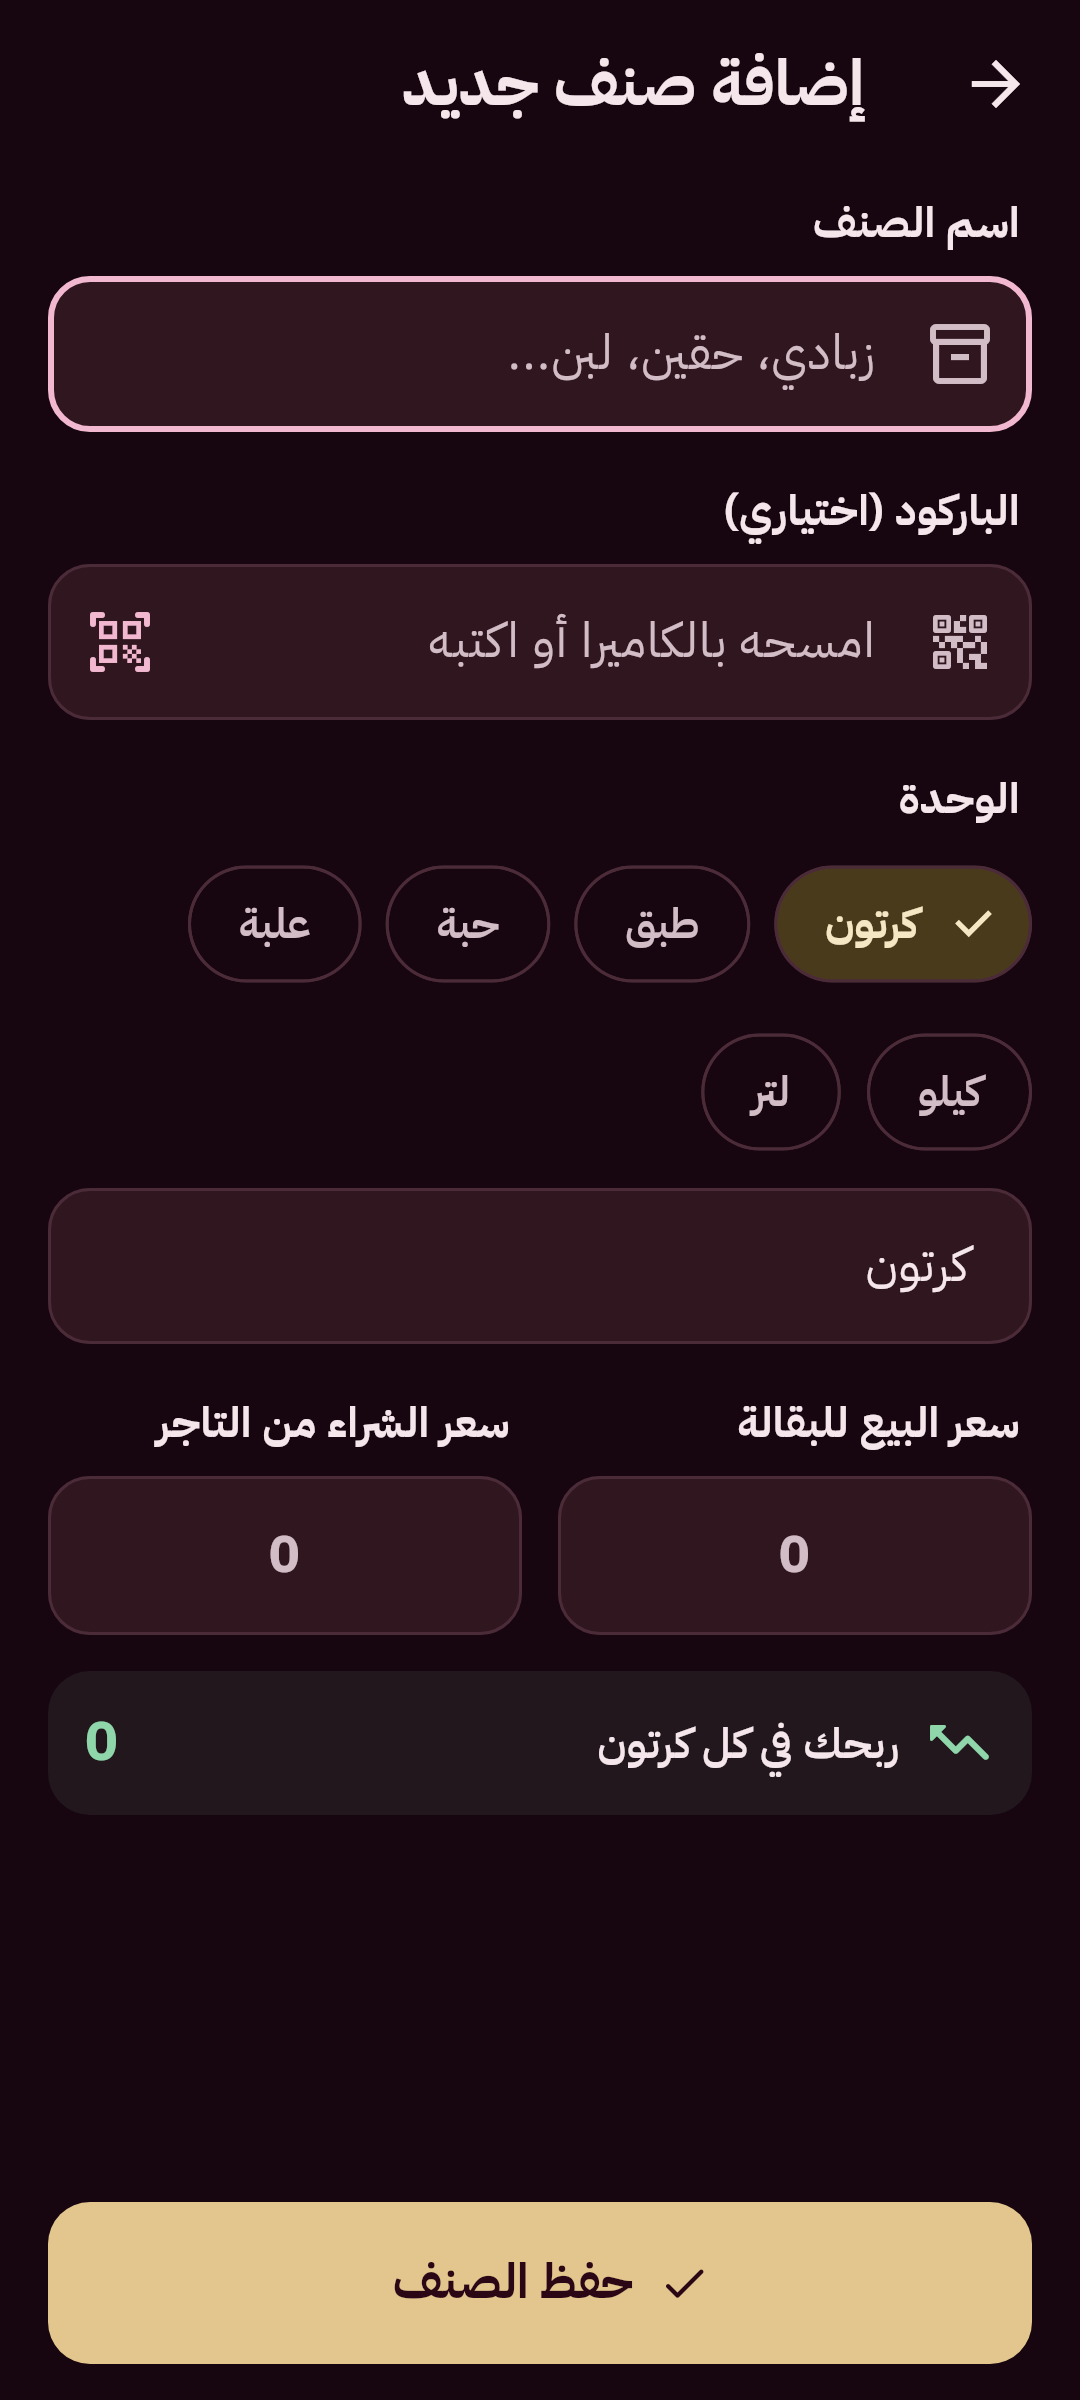 إضافة صنف جديد
اسم الصنف
زبادي، حقين، لبن...
الباركود (اختياري)
امسحه بالكاميرا أو اكتبه
الوحدة
كرتون
طبق
حبة
علبة
كيلو
لتر
كرتون
سعر البيع للبقالة
سعر الشراء من التاجر
0
0
ربحك في كل كرتون
0
حفظ الصنف